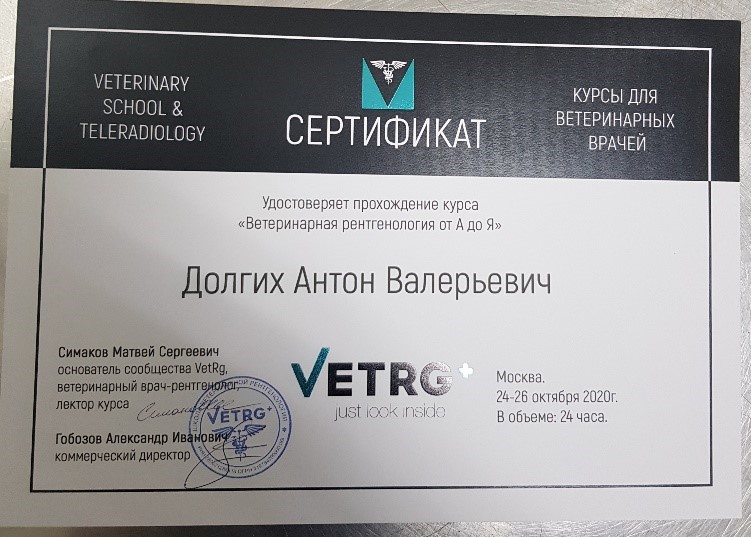 VETERINARY
SCHOOL &
TELERADIOLOGY
СЕРТИФИКАТ
КУРСЫ ДЛЯ
ВЕТЕРИНАРНЫХ
ВРАЧЕЙ
Удостоверяет прохождение курса
«Ветеринарная рентгенология от А до Я»
Долгих Антон Валерьевич
Симаков Матвей Сергеевич
основатель сообщества VetRg,
ветеринарный врач-рентгенолог,
лектор курса
Гобозов Александр Иванович
коммерческий директор
VETRG+
VETRG+
just look inside
Москва.
24-26 октября 2020г.
В объеме: 24 часа.